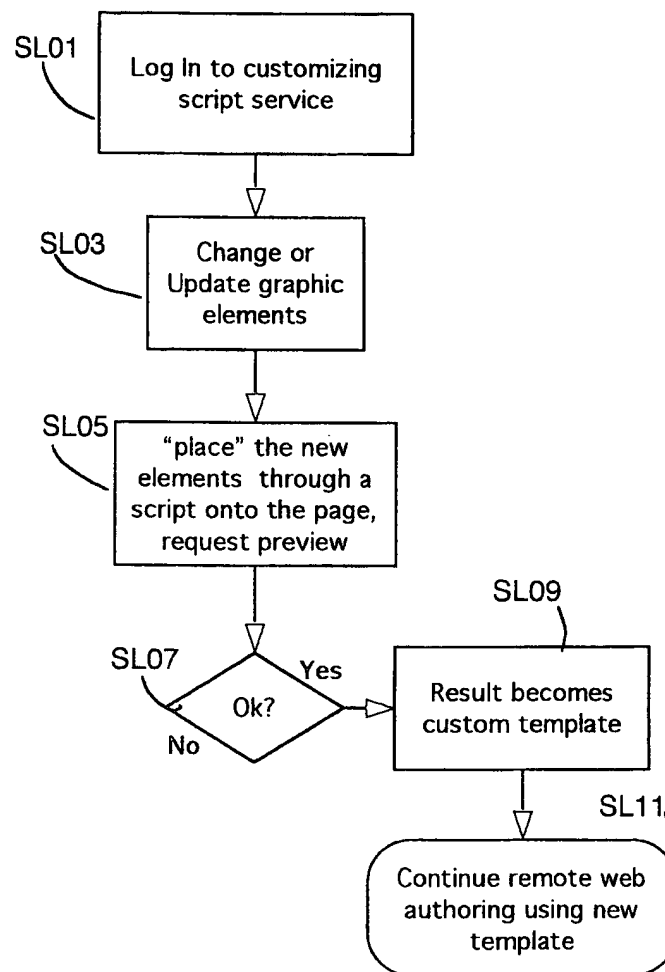 SL01
Log In to customizing
script service
SL03
Change or
Update graphic
elements
SL05
"place" the new
elements through a
script onto the page,
request preview
SL07
Ok?
Yes
No
SL09
Result becomes
custom template
SL11
Continue remote web
authoring using new
template